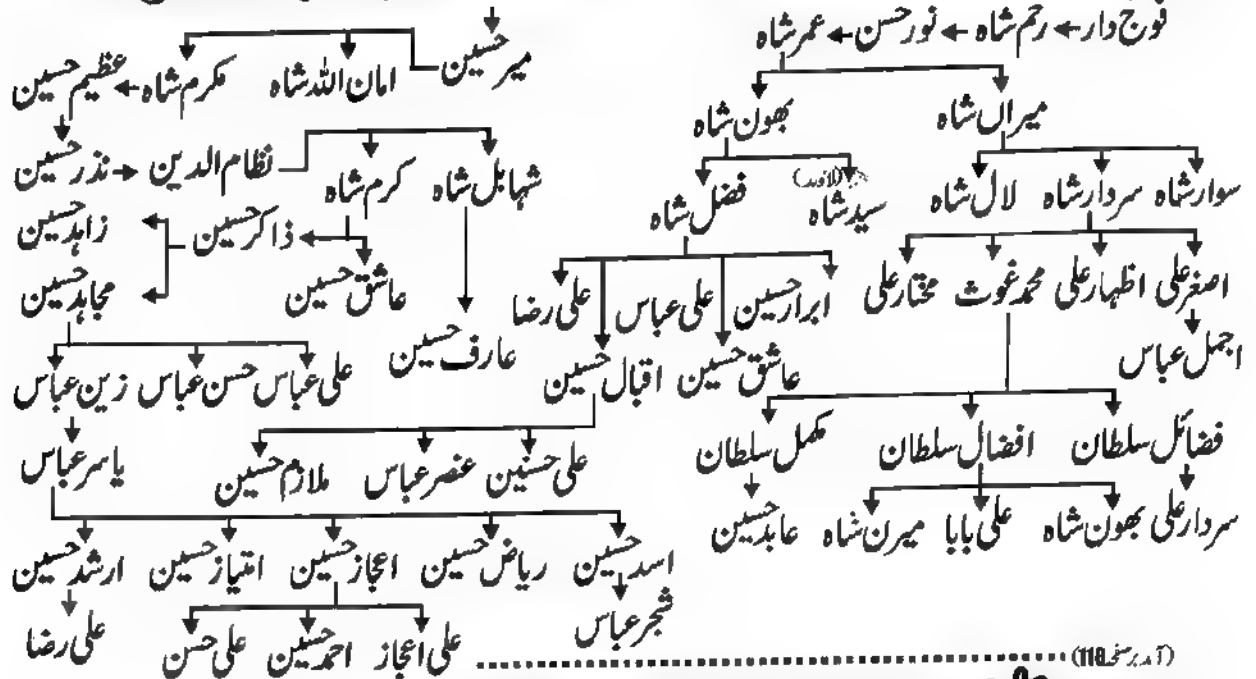 فوج دار ← رحم شاہ ← نور حسن ← عمر شاہ
میراں شاہ بھون شاہ
سوار شاہ سردار شاہ لال شاہ سید شاہ (لاولد) فضل شاہ
اصغر علی اظہار علی محمد غوث مختار علی
اجمل عباس
ابرار حسین علی عباس علی رضا
عاشق حسین اقبال حسین
فضائل سلطان افضال سلطان مکمل سلطان
سردار علی بھون شاہ علی بابا میرن شاہ عابد حسین
علی حسنین عنصر عباس ملازم حسین
میر حسین
امان اللہ شاہ مکرم شاہ ← عظیم حسین
نذر حسین → نظام الدین
شہابل شاہ کرم شاہ
عارف حسین
عاشق حسین ذاکر حسین
زاہد حسین
مجاہد حسین
علی عباس حسن عباس زین عباس
یاسر عباس
اسد حسین ریاض حسین اعجاز حسین امتیاز حسین ارشد حسین
شجر عباس
علی اعجاز احمد حسین علی حسن علی رضا
(آمد بر صفحہ 118)